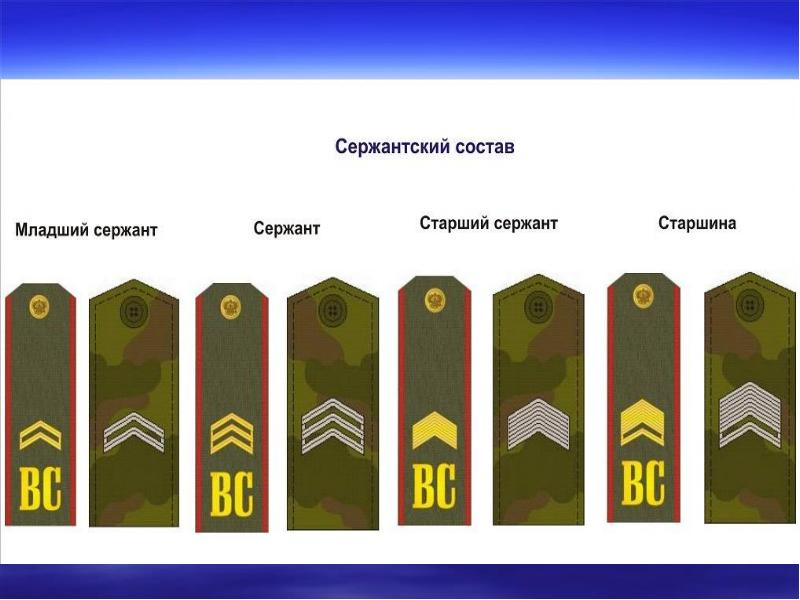 Сержантский состав
Младший сержант
Сержант
Старший сержант
Старшина
ВС
ВС
ВС
ВС